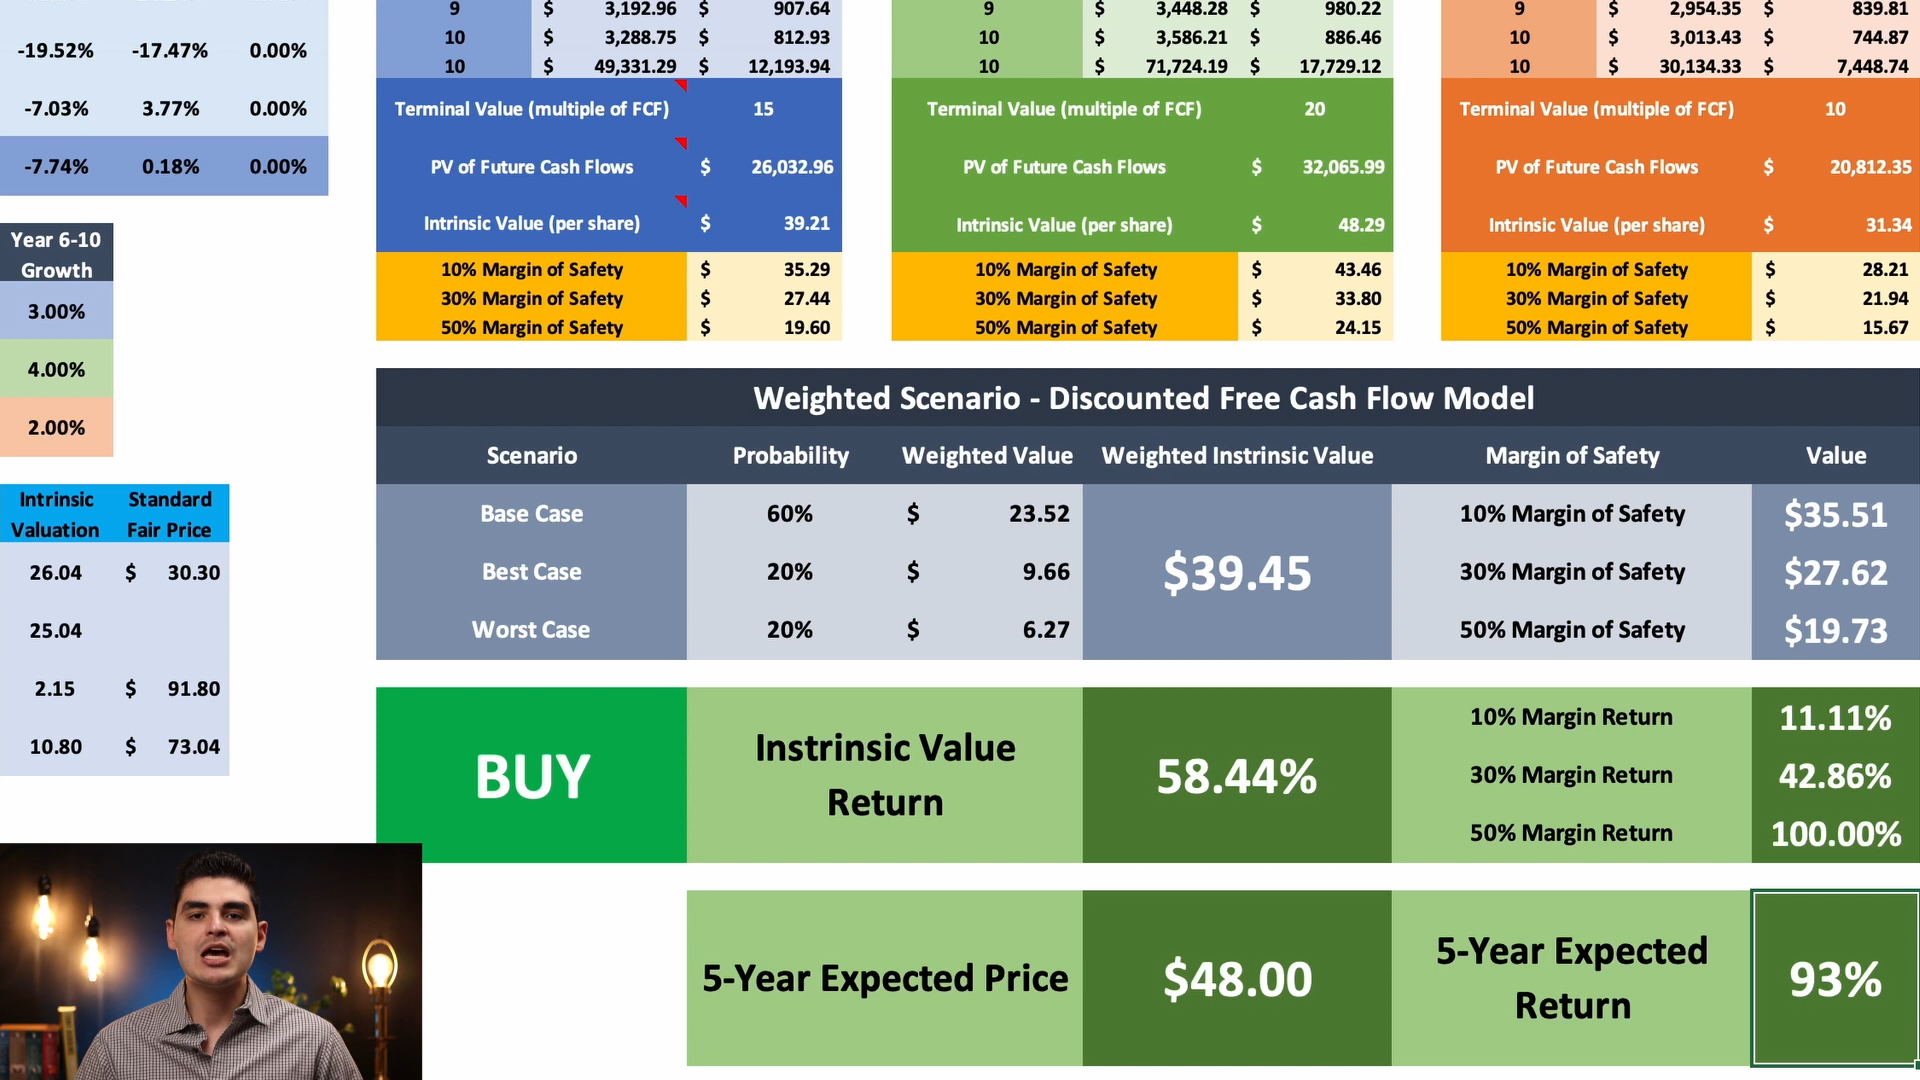 9 $ 3,192.96 $ 907.64
10 $ 3,288.75 $ 812.93
10 $ 49,331.29 $ 12,193.94
Terminal Value (multiple of FCF) 15
PV of Future Cash Flows $ 26,032.96
Intrinsic Value (per share) $ 39.21
10% Margin of Safety $ 35.29
30% Margin of Safety $ 27.44
50% Margin of Safety $ 19.60
9 $ 3,448.28 $ 980.22
10 $ 3,586.21 $ 886.46
10 $ 71,724.19 $ 17,729.12
Terminal Value (multiple of FCF) 20
PV of Future Cash Flows $ 32,065.99
Intrinsic Value (per share) $ 48.29
10% Margin of Safety $ 43.46
30% Margin of Safety $ 33.80
50% Margin of Safety $ 24.15
9 $ 2,954.35 $ 839.81
10 $ 3,013.43 $ 744.87
10 $ 30,134.33 $ 7,448.74
Terminal Value (multiple of FCF) 10
PV of Future Cash Flows $ 20,812.35
Intrinsic Value (per share) $ 31.34
10% Margin of Safety $ 28.21
30% Margin of Safety $ 21.94
50% Margin of Safety $ 15.67
-19.52% -17.47% 0.00%
-7.03% 3.77% 0.00%
-7.74% 0.18% 0.00%
Year 6-10
Growth
3.00%
4.00%
2.00%
Intrinsic Standard
Valuation Fair Price
26.04 $ 30.30
25.04
2.15 $ 91.80
10.80 $ 73.04
Weighted Scenario - Discounted Free Cash Flow Model
Scenario Probability Weighted Value Weighted Instrinsic Value Margin of Safety Value
Base Case 60% $ 23.52 10% Margin of Safety $35.51
Best Case 20% $ 9.66 $39.45 30% Margin of Safety $27.62
Worst Case 20% $ 6.27 50% Margin of Safety $19.73
BUY
Instrinsic Value
Return
58.44%
10% Margin Return 11.11%
30% Margin Return 42.86%
50% Margin Return 100.00%
5-Year Expected Price $48.00
5-Year Expected
Return
93%